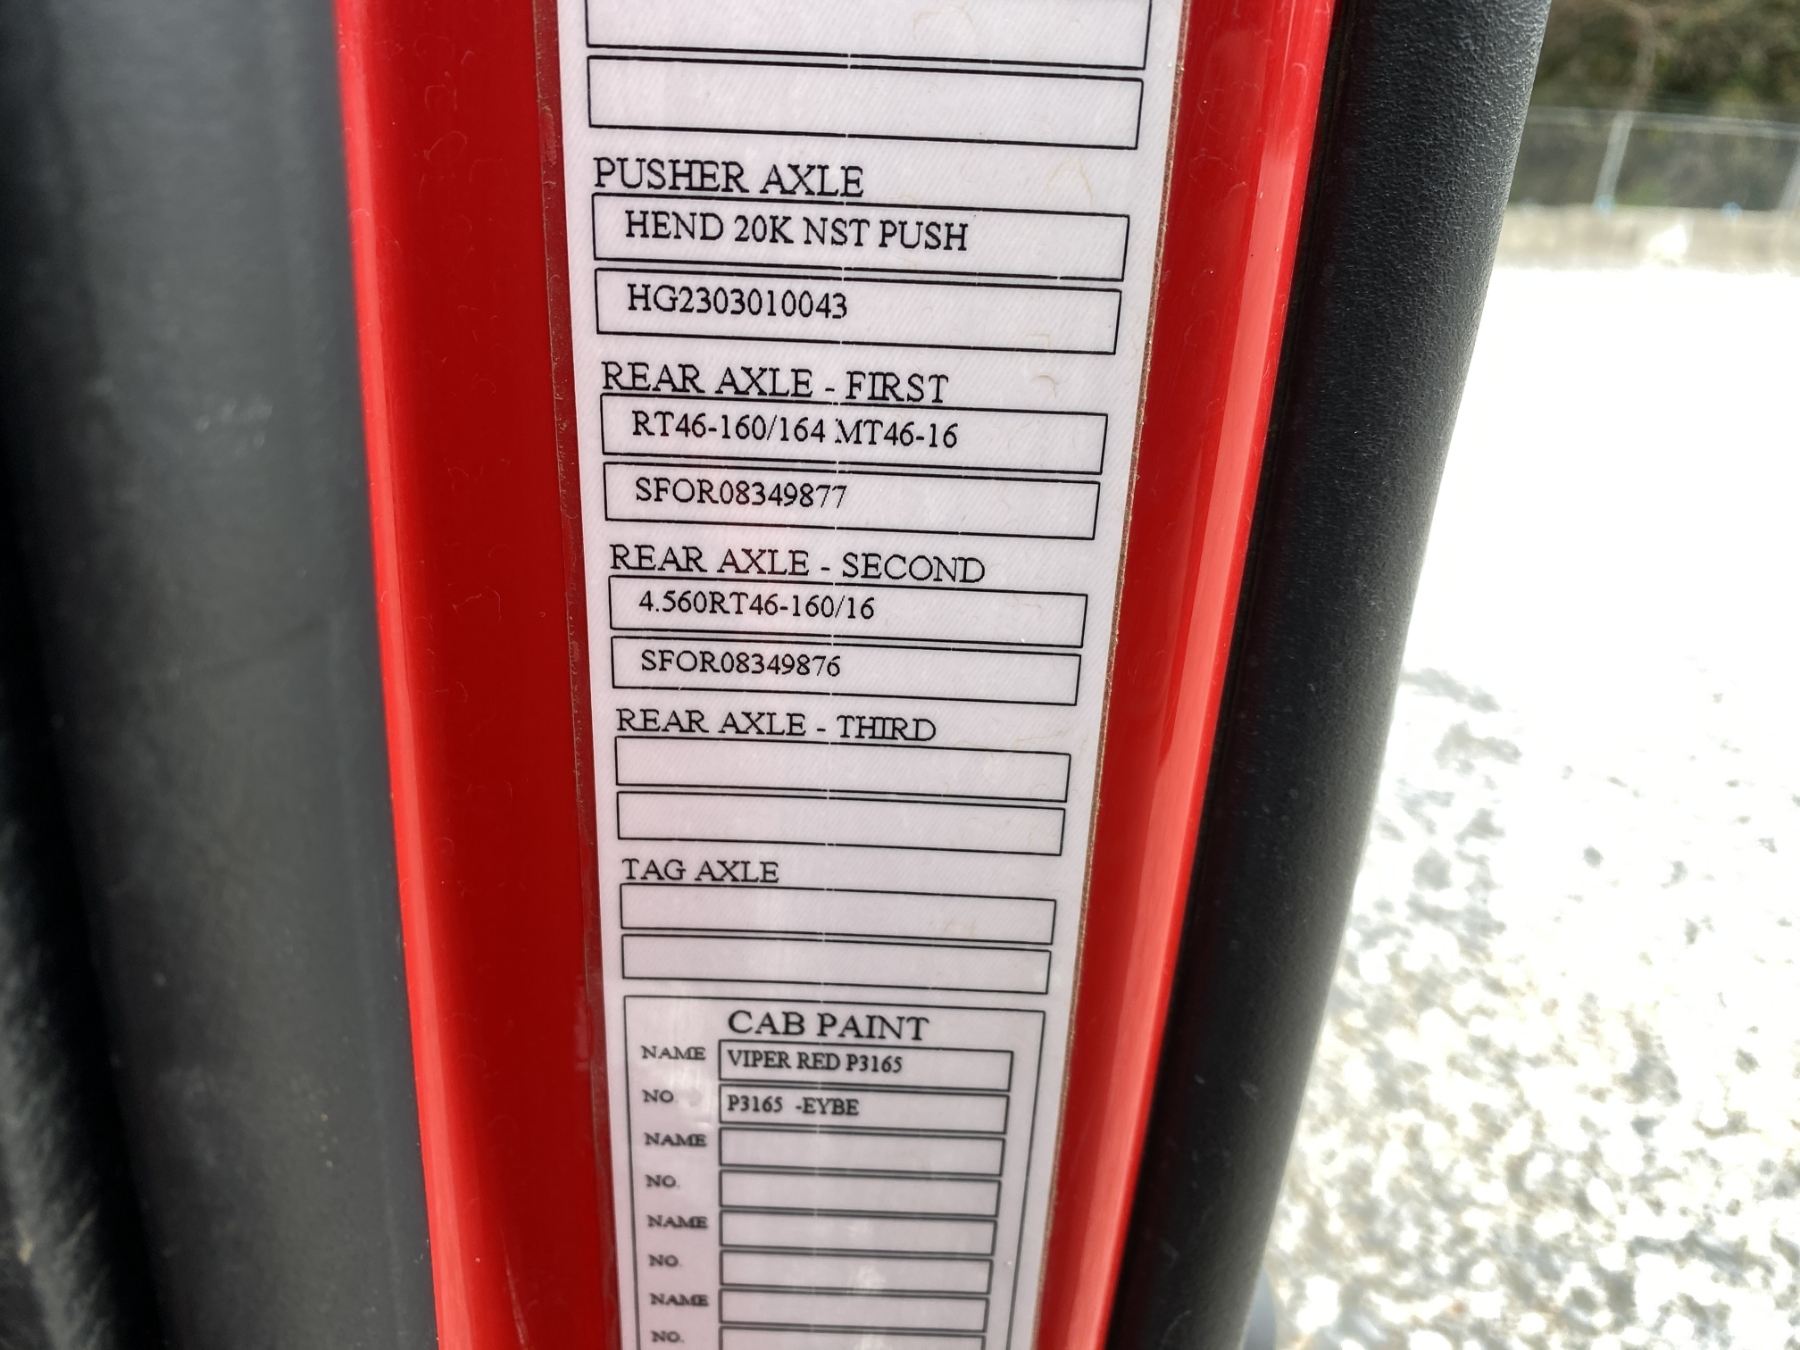 PUSHER AXLE
HEND 20K NST PUSH
HG2303010043
REAR AXLE - FIRST
RT46-160/164 MT46-16
SFOR08349877
REAR AXLE - SECOND
4.560RT46-160/16
SFOR08349876
REAR AXLE - THIRD
TAG AXLE
CAB PAINT
NAME VIPER RED P3165
NO. P3165 -EYBE
NAME
NO.
NAME
NO.
NAME
NO.